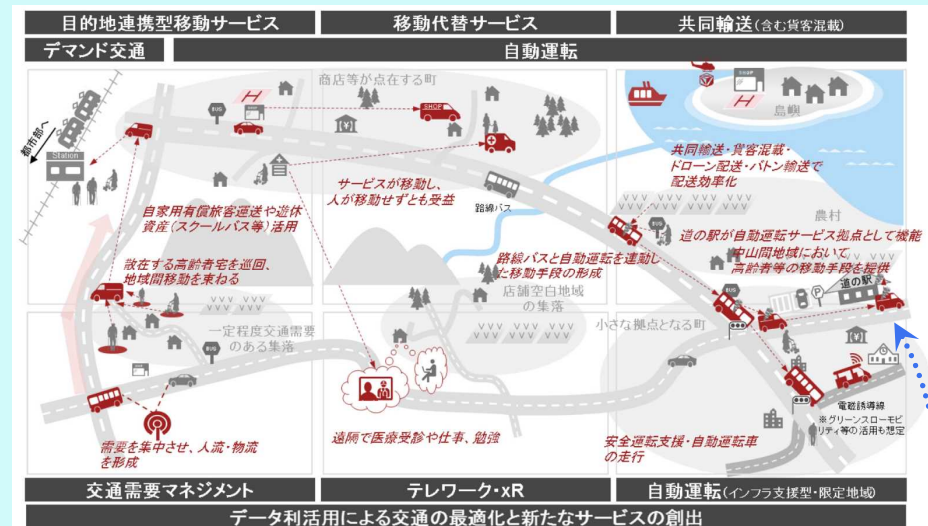 目的地連携型移動サービス
移動代替サービス
共同輸送(含む貨客混載)
デマンド交通
自動運転
都市部へ
Station
BUS
商店等が点在する町
H
SHOP
SHOP
H
島嶼
自家用有償旅客運送や遊休
資産(スクールバス等)活用
サービスが移動し、
人が移動せずとも受益
路線バス
共同輸送・貨客混載・
ドローン配送・バトン輸送で
配送効率化
農村
散在する高齢者宅を巡回、
地域間移動を束ねる
路線バスと自動運転を連動し
た移動手段の形成
BUS
道の駅が自動運転サービス拠点として機能
中山間地域において
高齢者等の移動手段を提供
BUS
P
道の駅
一定程度交通需要
のある集落
BUS
店舗空白地域
の集落
小さな拠点となる町
需要を集中させ、人流・物流
を形成
遠隔で医療受診や仕事、勉強
安全運転支援・自動運転車
の走行
電磁誘導線
※グリーンスローモビ
リティ等の活用も想定
交通需要マネジメント
テレワーク・xR
自動運転(インフラ支援型・限定地域)
データ利活用による交通の最適化と新たなサービスの創出